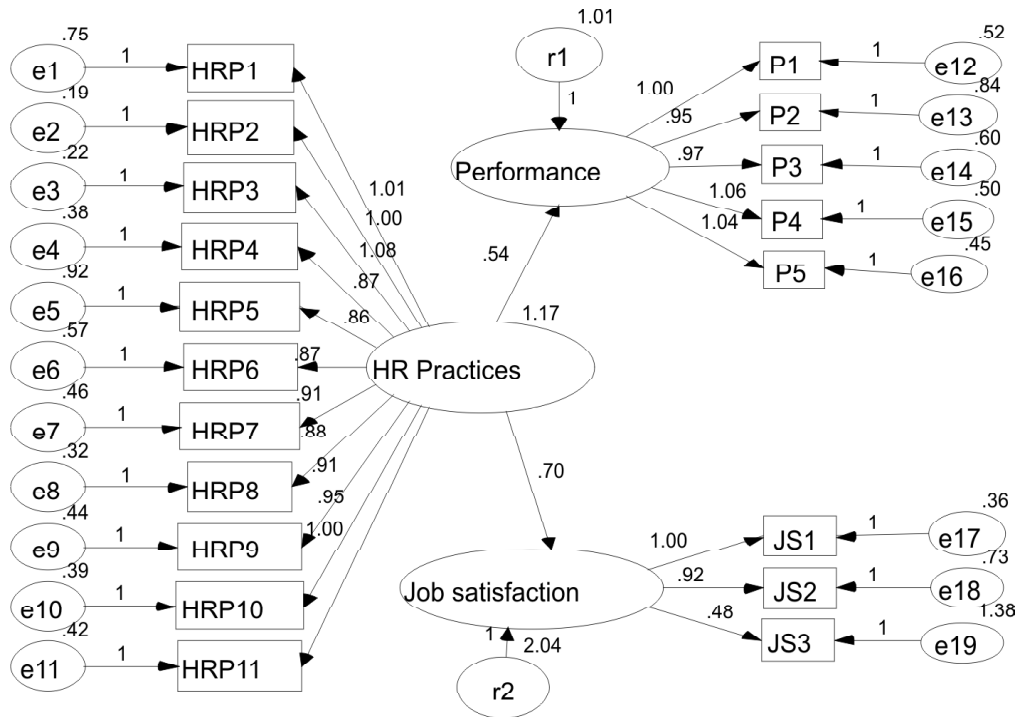 .75
e1
1
HRP1
.19
e2
1
HRP2
.22
e3
1
HRP3
.38
e4
1
HRP4
.92
e5
1
HRP5
.57
e6
1
HRP6
.46
e7
1
HRP7
.32
e8
1
HRP8
.44
e9
1
HRP9
.39
e10
1
HRP10
.42
e11
1
HRP11
1.01
1.00
1.08
.87
.86
.87
.91
.88
.91
.95
1.00
HR Practices
1.17
.54
.70
1.01
r1
1
Performance
1.00
.95
.97
1.06
1.04
P1
1
.52
e12
P2
1
.84
e13
P3
1
.60
e14
P4
1
.50
e15
P5
1
.45
e16
Job satisfaction
1
2.04
r2
1.00
.92
.48
JS1
1
.36
e17
JS2
1
.73
e18
JS3
1
1.38
e19